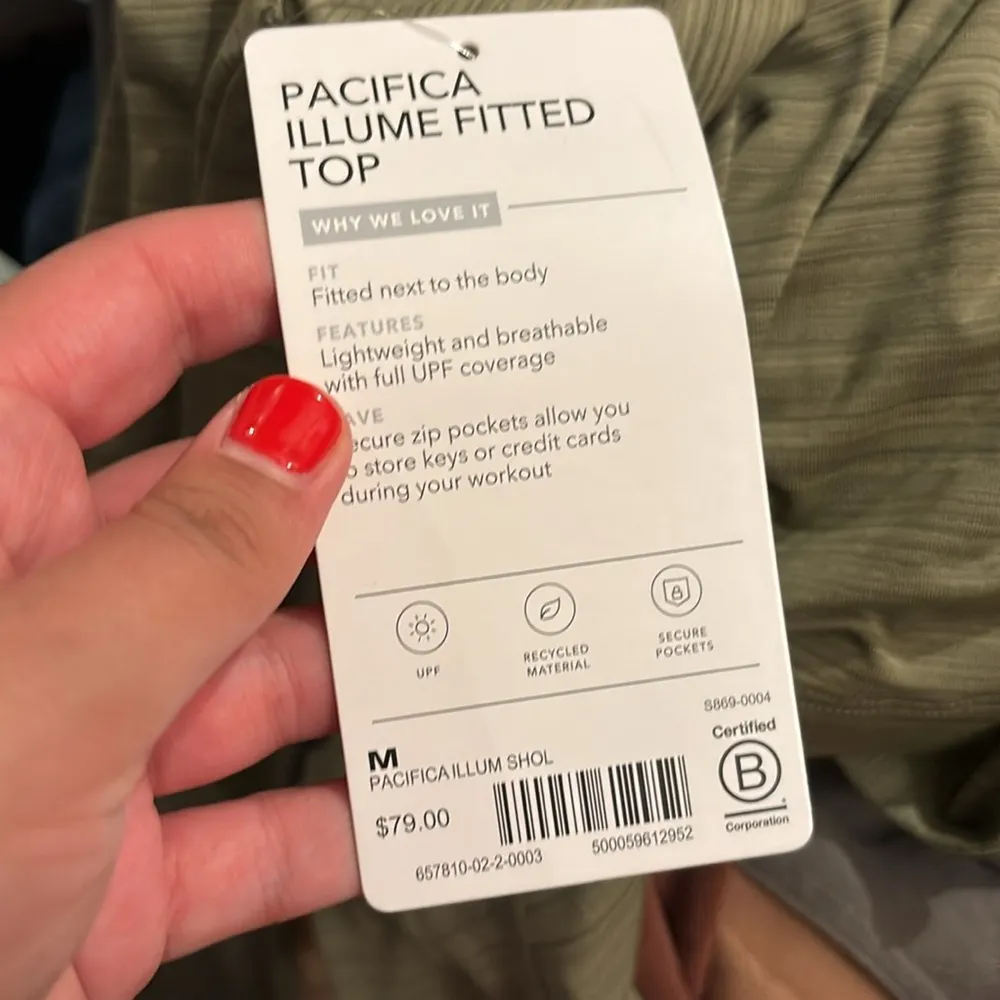 PACIFICA
ILLUME FITTED
TOP
WHY WE LOVE IT
FIT
Fitted next to the body
FEATURES
Lightweight and breathable
with full UPF coverage
AVE
ecure zip pockets allow you
o store keys or credit cards
during your workout
UPF
RECYCLED
MATERIAL
SECURE
POCKETS
S869-0004
M
PACIFICA ILLUM SHOL
$79.00
657810-02-2-0003
500059612952
Certified
B
Corporation